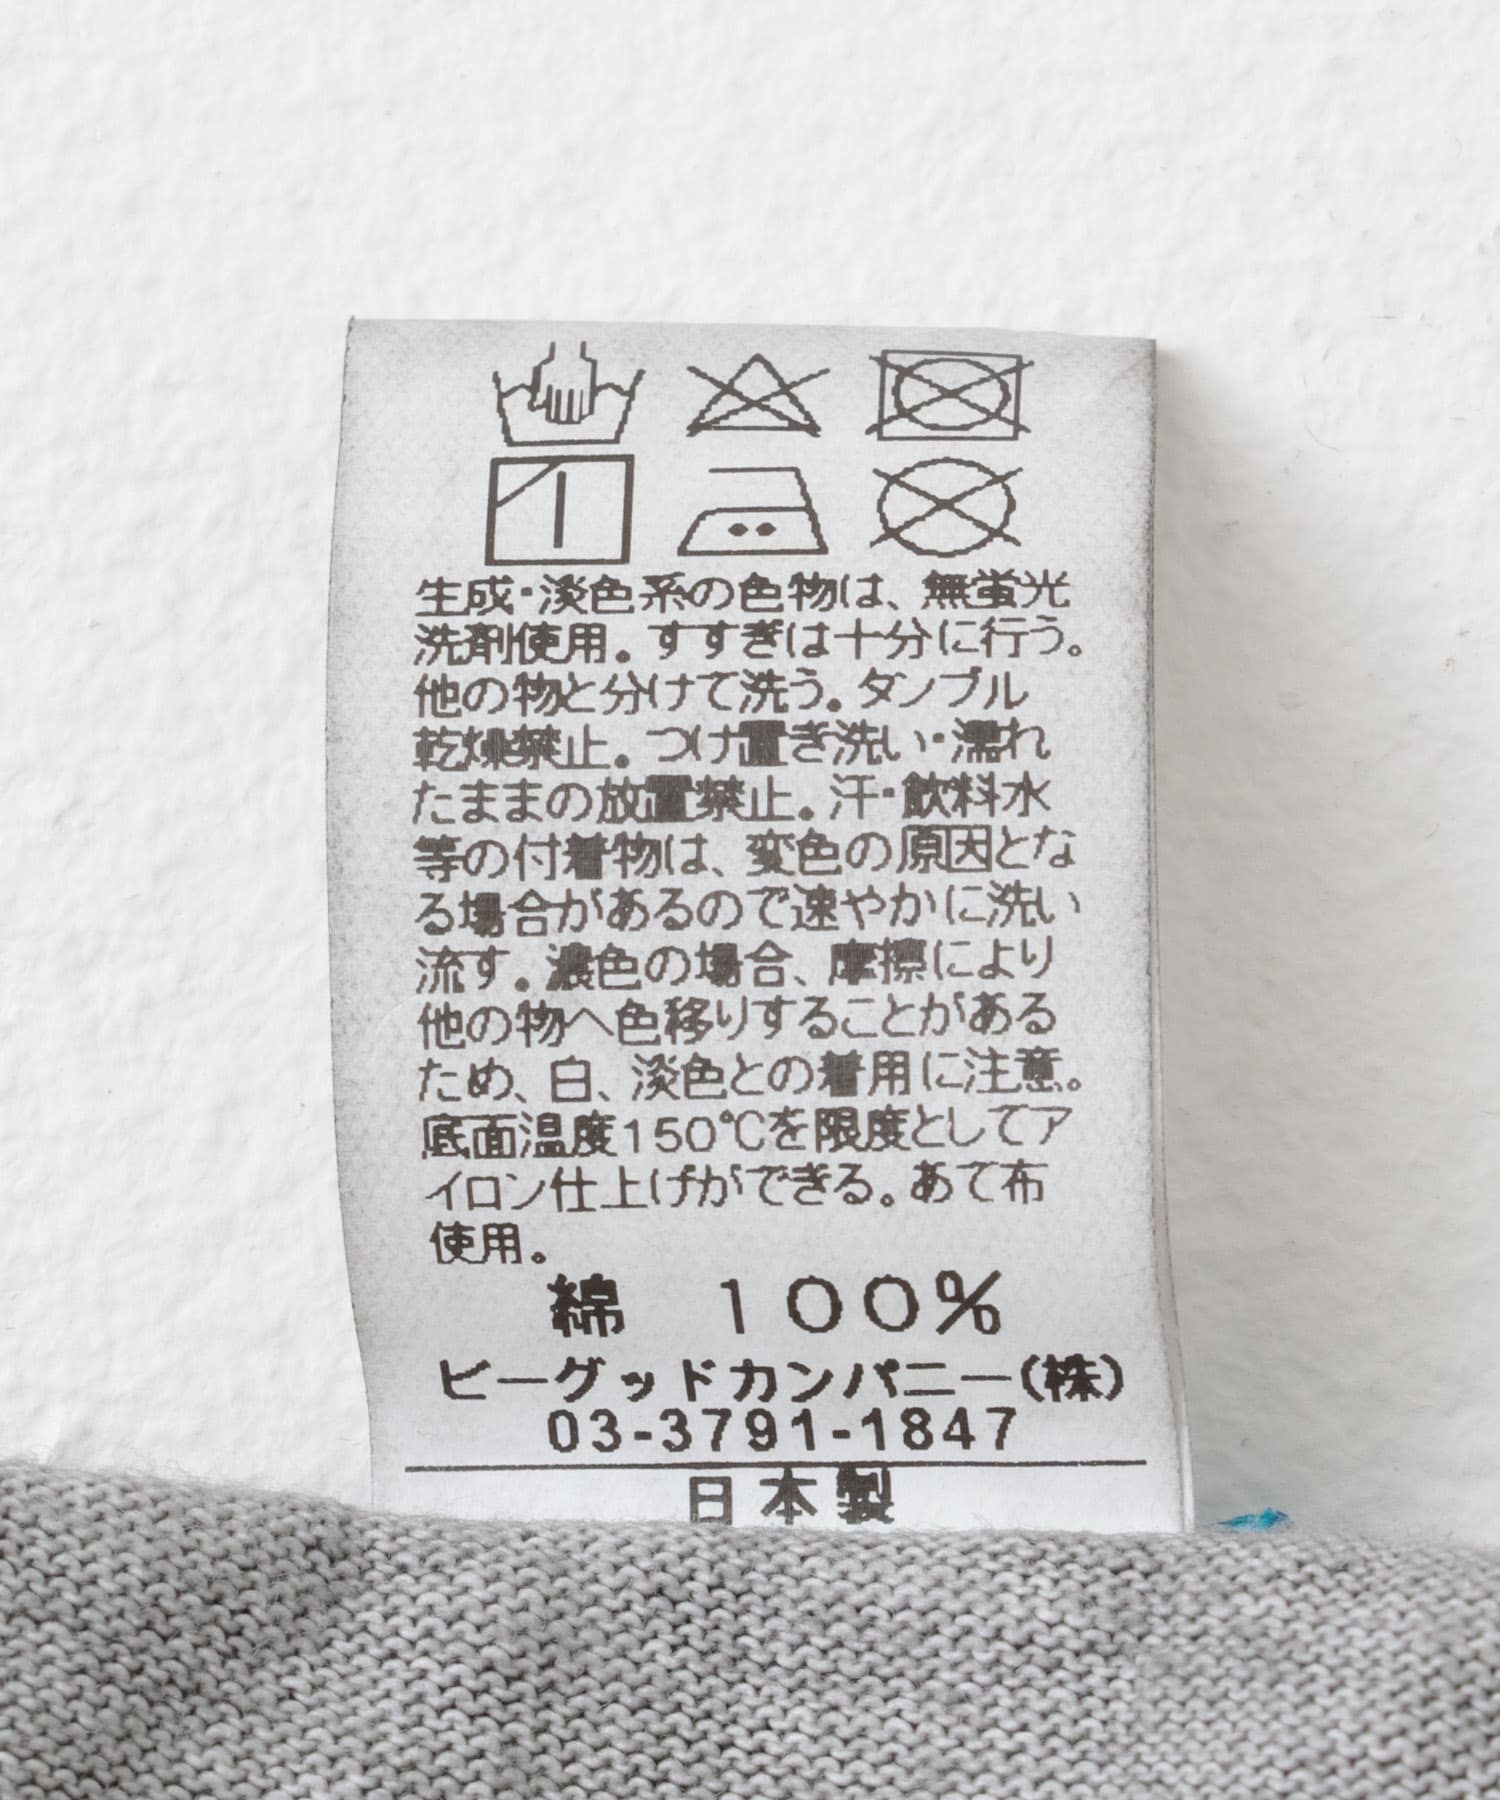 生成・淡色系の色物は、無蛍光
洗剤使用。すすぎは十分に行う。
他の物と分けて洗う。タンブル
乾燥禁止。つけ置き洗い・濡れ
たままの放置禁止。汗・飲料水
等の付着物は、変色の原因とな
る場合があるので速やかに洗い
流す。濃色の場合、摩擦により
他の物へ色移りすることがある
ため、白、淡色との着用に注意。
底面温度150℃を限度としてア
イロン仕上げができる。あて布
使用。
綿 100%
ビーグッドカンパニー(株)
03-3791-1847
日本製